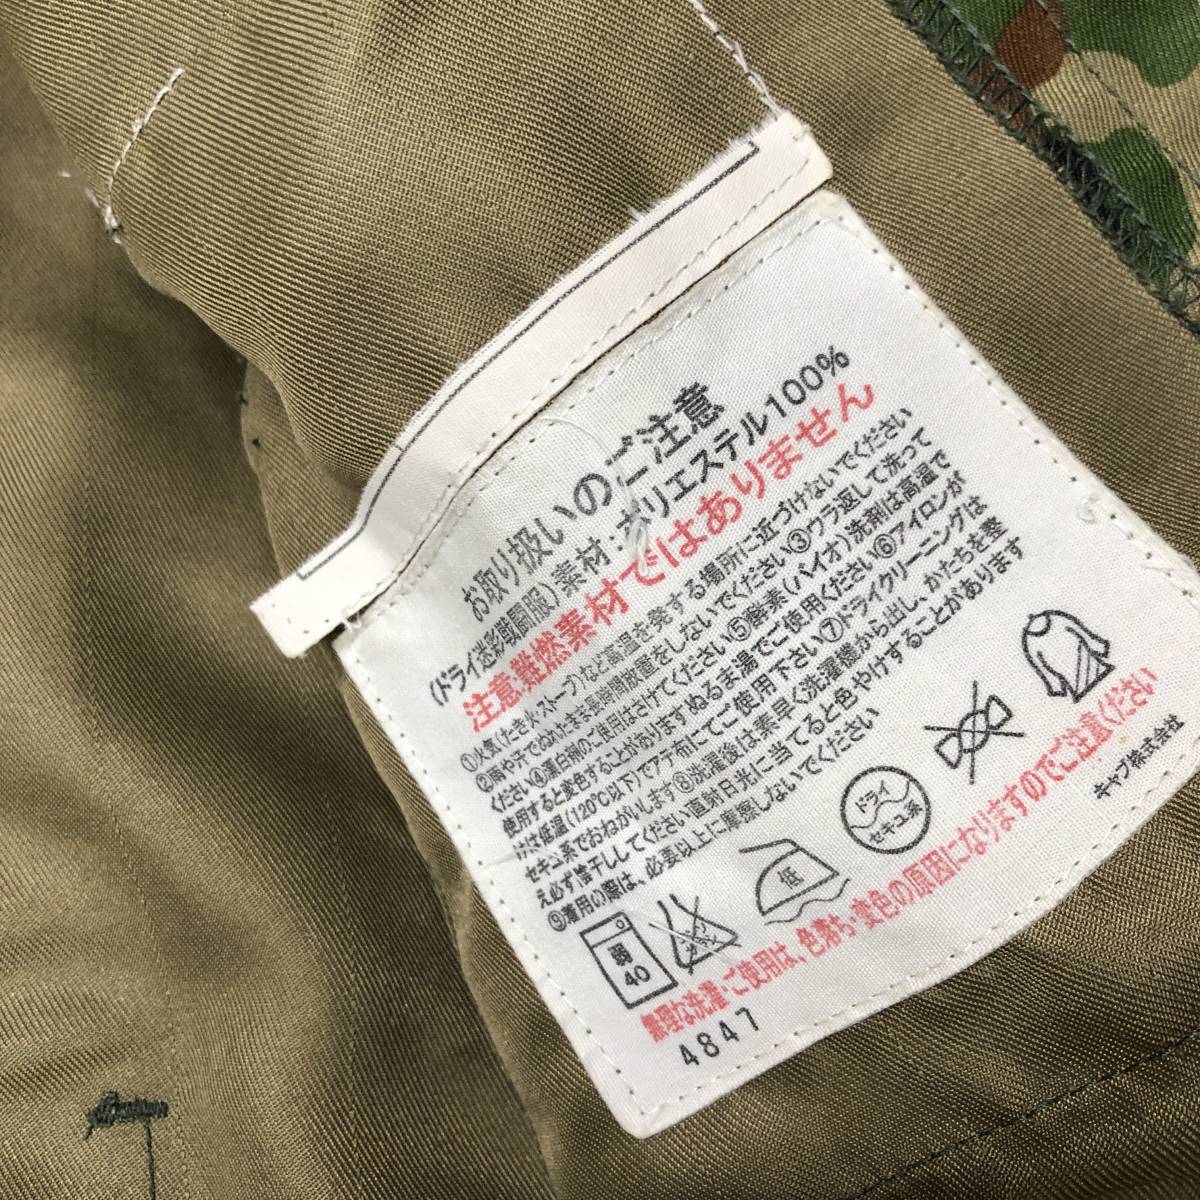 お取り扱いのご注意
(ドライ迷彩戦闘服)素材:ポリエステル100%
注意:難燃素材ではありません
①火気(たき火・ストーブ)など高温を発する場所に近づけないでください
②雨や汗でぬれたまま長時間放置をしないでください③ウラ返して洗って
ください④漂白剤のご使用はさけてください⑤酵素(バイオ)洗剤は高温で
使用すると変色することがありますぬるま湯でご使用ください⑥アイロンが
けは低温(120℃以下)でアテ布にてご使用下さい⑦ドライクリーニングは
セキユ系でおねがいします⑧洗濯後は素早く洗濯機から出し、かたちを整
え必ず陰干ししてください直射日光に当てると色やけすることがあります
⑨着用の際は、必要以上に摩擦しないでください
弱
40
低
ドライ
セキユ系
無理な洗濯・ご使用は、色落ち・変色の原因になりますのでご注意ください
4847
キャプ株式会社